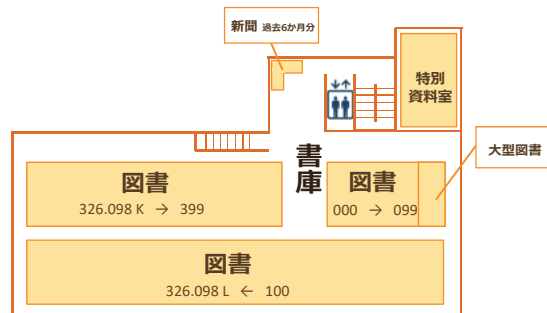 新聞 過去6か月分
特別
資料室
大型図書
書
庫
図書
326.098 K → 399
図書
000 → 099
図書
326.098 L ← 100